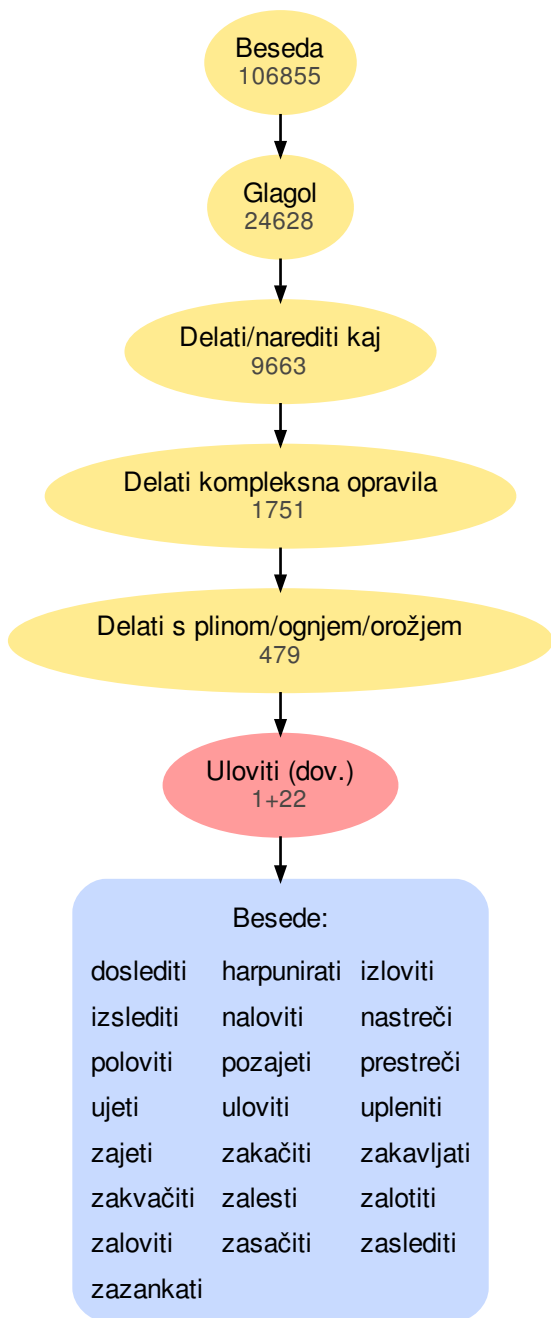 Beseda
106855
Glagol
24628
Delati/narediti kaj
9663
Delati kompleksna opravila
1751
Delati s plinom/ognjem/orožjem
479
Uloviti (dov.)
1+22
Besede:
doslediti harpunirati izloviti
izslediti naloviti nastreči
poloviti pozajeti prestreči
ujeti uloviti upleniti
zajeti zakačiti zakavljati
zakvačiti zalesti zalotiti
zaloviti zasačiti zaslediti
zazankati